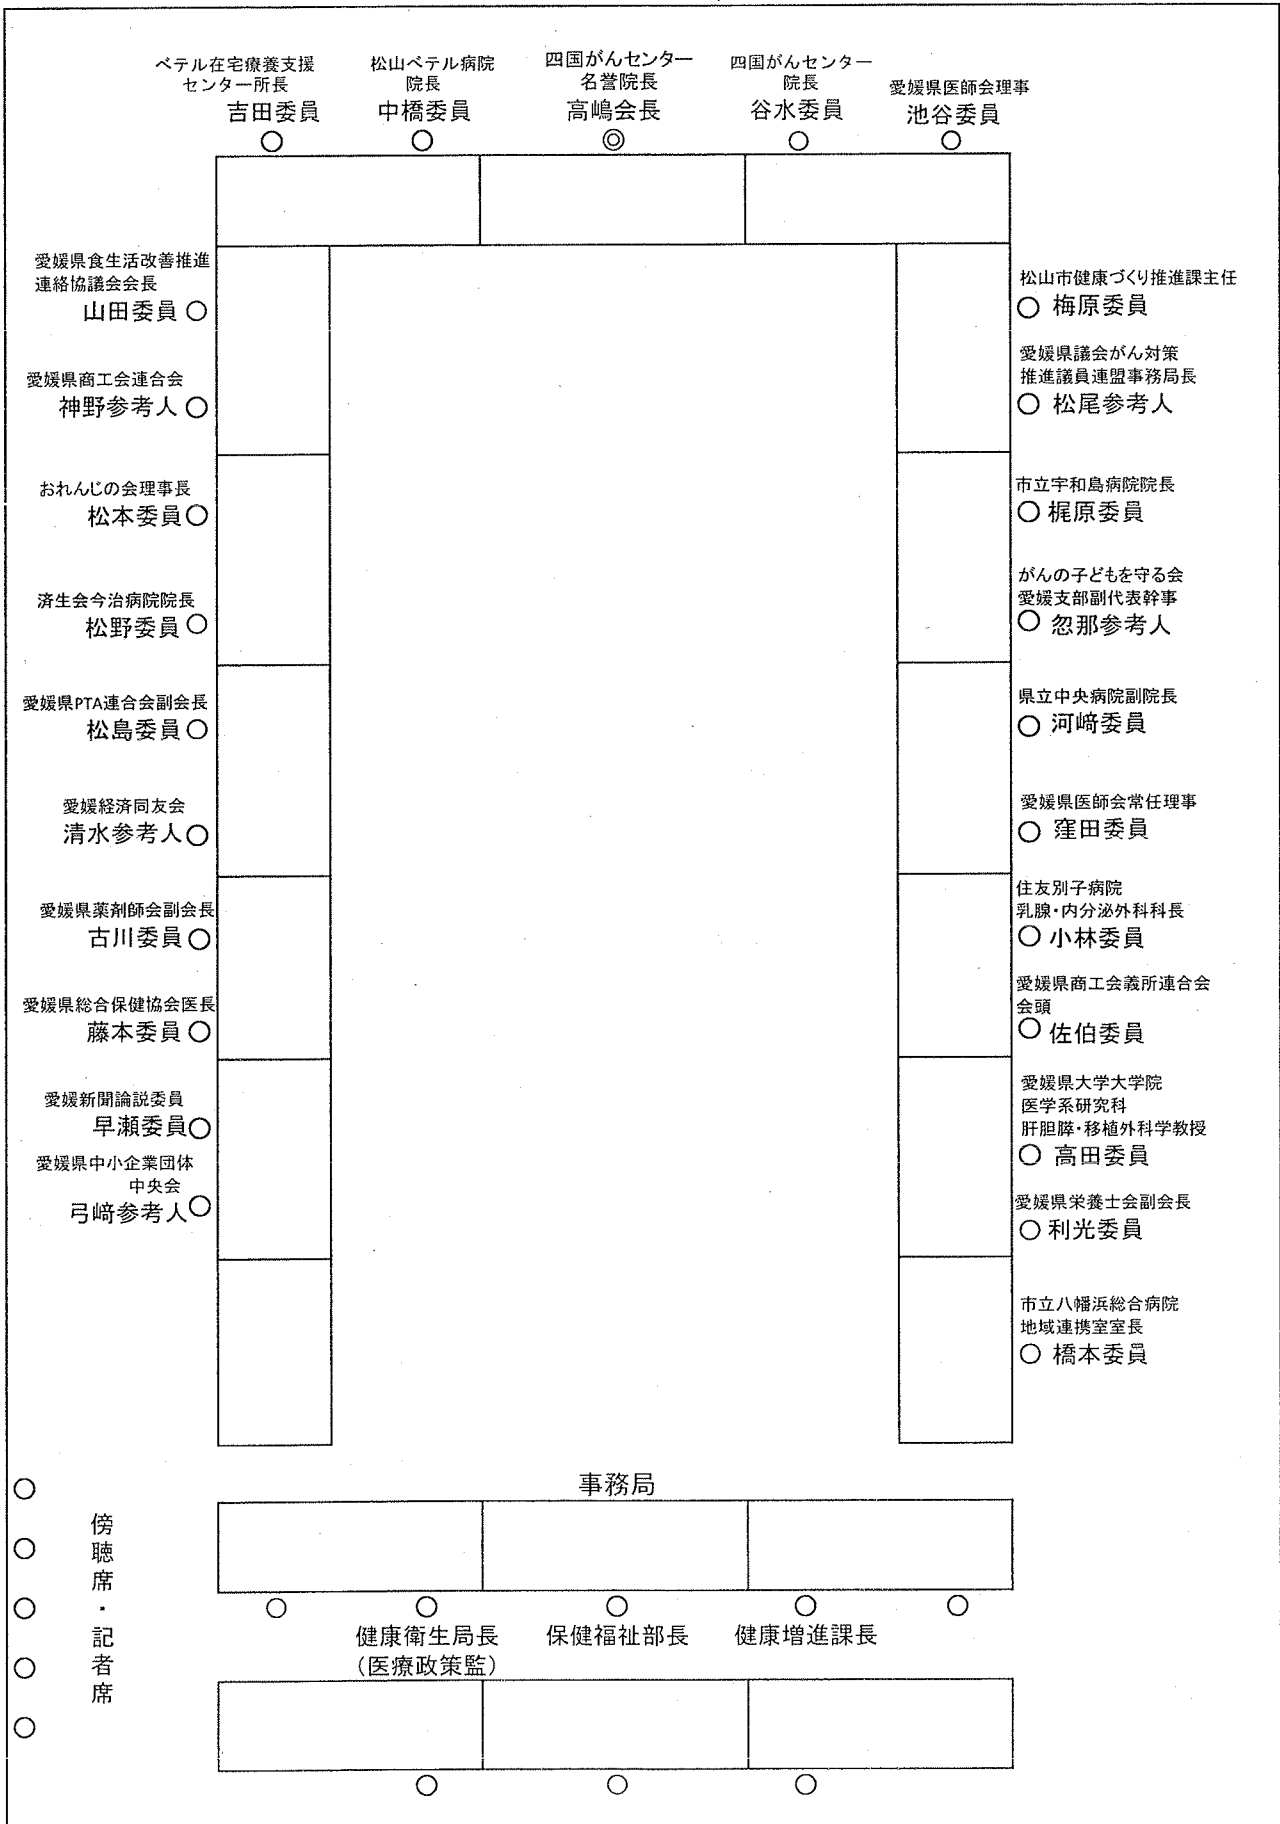 ベテル在宅療養支援
センター所長
吉田委員
○
松山ベテル病院
院長
中橋委員
○
四国がんセンター
名誉院長
高嶋会長
◎
四国がんセンター
院長
谷水委員
○
愛媛県医師会理事
池谷委員
○
愛媛県食生活改善推進
連絡協議会会長
山田委員 ○
愛媛県商工会連合会
神野参考人 ○
おれんじの会理事長
松本委員○
済生会今治病院院長
松野委員 ○
愛媛県PTA連合会副会長
松島委員 ○
愛媛経済同友会
清水参考人○
愛媛県薬剤師会副会長
古川委員 ○
愛媛県総合保健協会医長
藤本委員 ○
愛媛新聞論説委員
早瀬委員○
愛媛県中小企業団体
中央会
弓﨑参考人○
松山市健康づくり推進課主任
○ 梅原委員
愛媛県議会がん対策
推進議員連盟事務局長
○ 松尾参考人
市立宇和島病院院長
○ 梶原委員
がんの子どもを守る会
愛媛支部副代表幹事
○ 忽那参考人
県立中央病院副院長
○ 河﨑委員
愛媛県医師会常任理事
○ 窪田委員
住友別子病院
乳腺・内分泌外科科長
○ 小林委員
愛媛県商工会義所連合会
会頭
○ 佐伯委員
愛媛県大学大学院
医学系研究科
肝胆膵・移植外科学教授
○ 高田委員
愛媛県栄養士会副会長
○ 利光委員
市立八幡浜総合病院
地域連携室室長
○ 橋本委員
事務局
傍聴席・記者席
健康衛生局長
(医療政策監)
保健福祉部長
健康増進課長